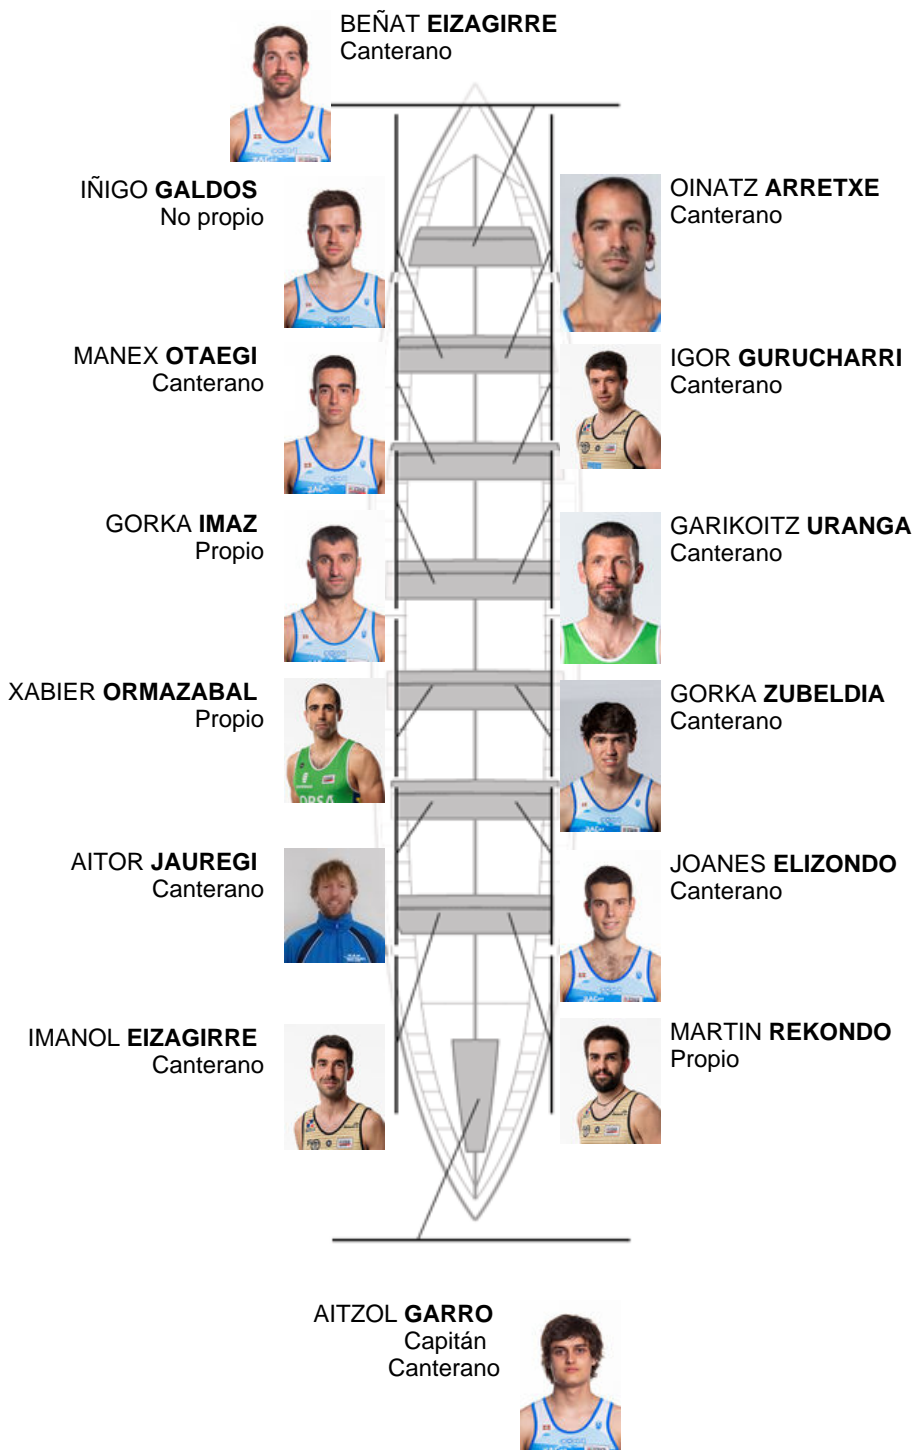 BEÑAT EIZAGIRRE
Canterano
IÑIGO GALDOS
No propio
OINATZ ARRETXE
Canterano
MANEX OTAEGI
Canterano
IGOR GURUCHARRI
Canterano
GORKA IMAZ
Propio
GARIKOITZ URANGA
Canterano
XABIER ORMAZABAL
Propio
GORKA ZUBELDIA
Canterano
AITOR JAUREGI
Canterano
JOANES ELIZONDO
Canterano
IMANOL EIZAGIRRE
Canterano
MARTIN REKONDO
Propio
AITZOL GARRO
Capitán
Canterano